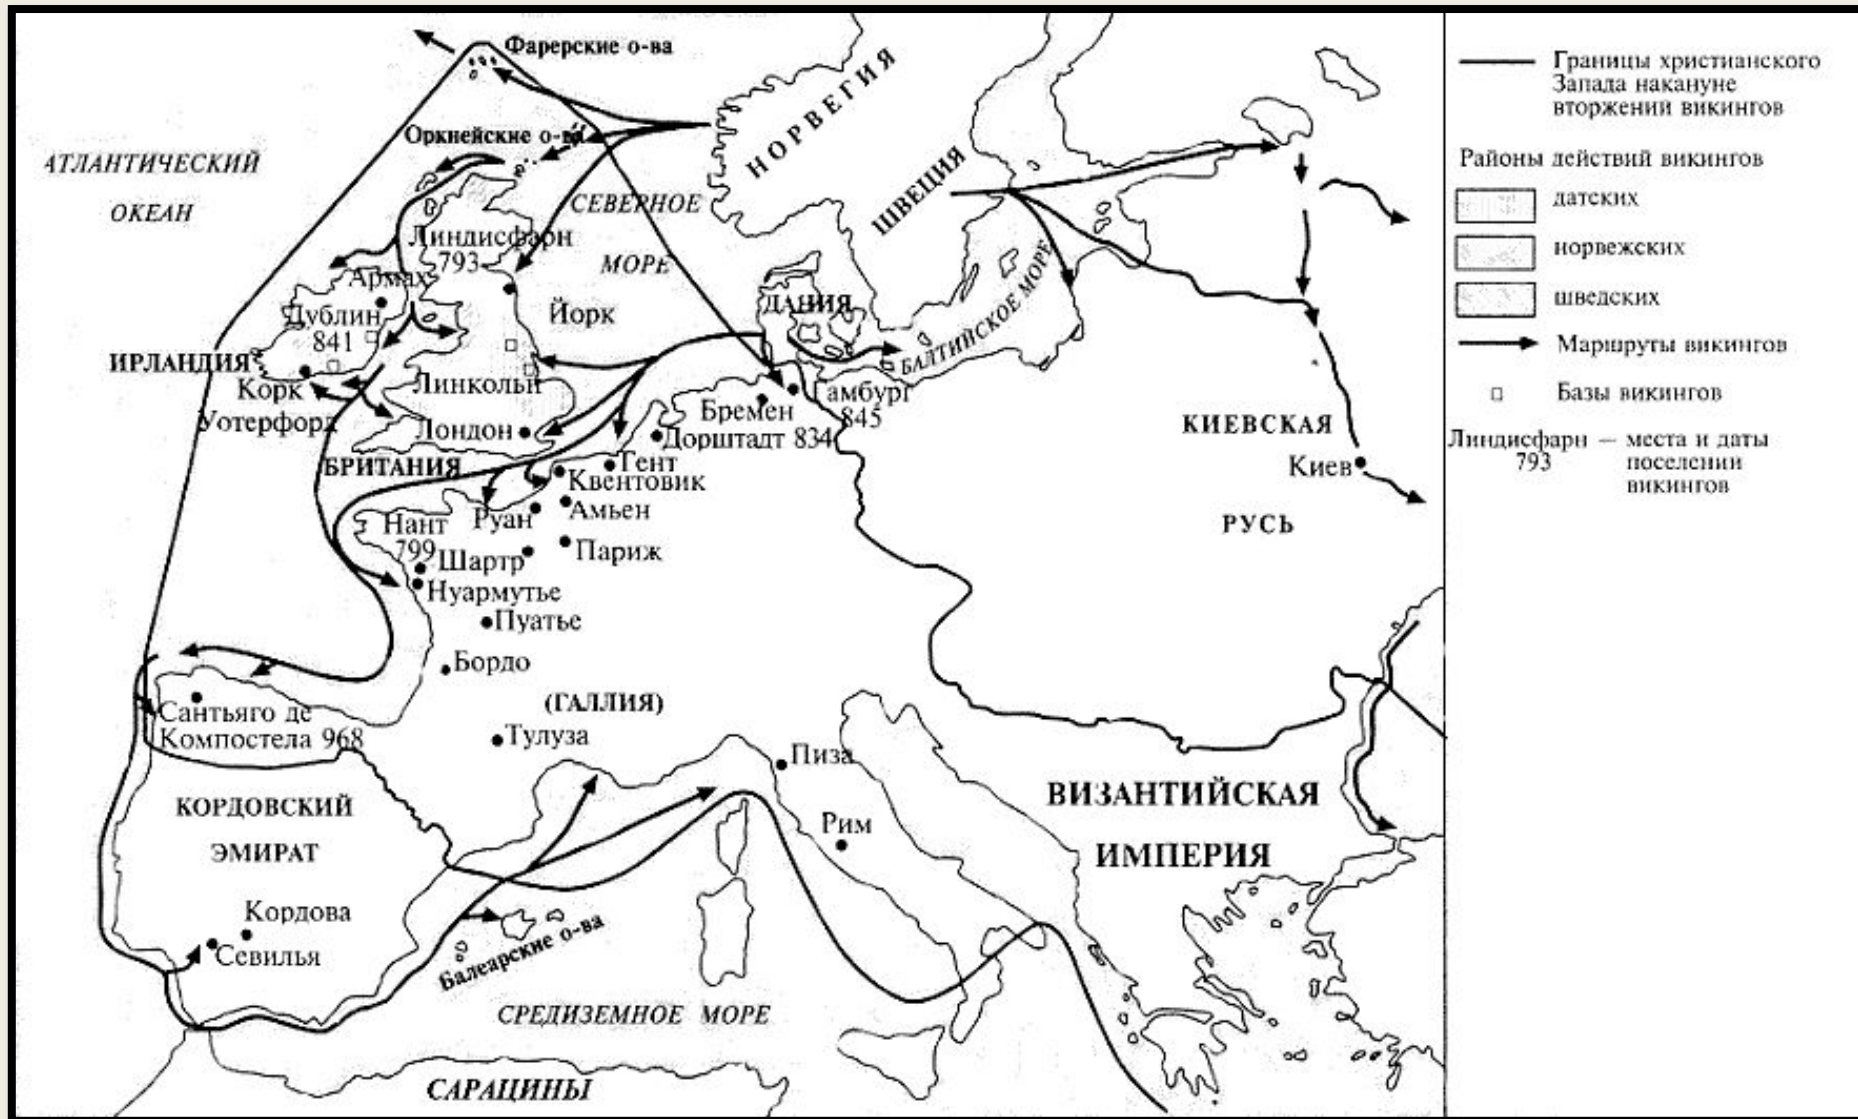 Фарерские о-ва
Оркнейские о-ва
АТЛАНТИЧЕСКИЙ
ОКЕАН
НОРВЕГИЯ
ШВЕЦИЯ
СЕВЕРНОЕ
МОРЕ
Линдисфарн
793
Армах
Дублин
841
Йорк
ДАНИЯ
БАЛТИЙСКОЕ МОРЕ
ИРЛАНДИЯ
Корк
Уотерфорд
Линкольн
Лондон
БРИТАНИЯ
Бремен
Гамбург
845
Дорштадт 834
Гент
Квентовик
Амьен
Руан
Нант
799
Шартр
Париж
Нуармутье
Пуатье
Бордо
(ГАЛЛИЯ)
Тулуза
Сантьяго де
Компостела 968
КИЕВСКАЯ
Киев
РУСЬ
Пиза
Рим
ВИЗАНТИЙСКАЯ
ИМПЕРИЯ
КОРДОВСКИЙ
ЭМИРАТ
Кордова
Севилья
Балеарские о-ва
СРЕДИЗЕМНОЕ МОРЕ
САРАЦИНЫ
Границы христианского
Запада накануне
вторжений викингов
Районы действий викингов
датских
норвежских
шведских
Маршруты викингов
Базы викингов
Линдисфарн — места и даты
793 поселении
викингов